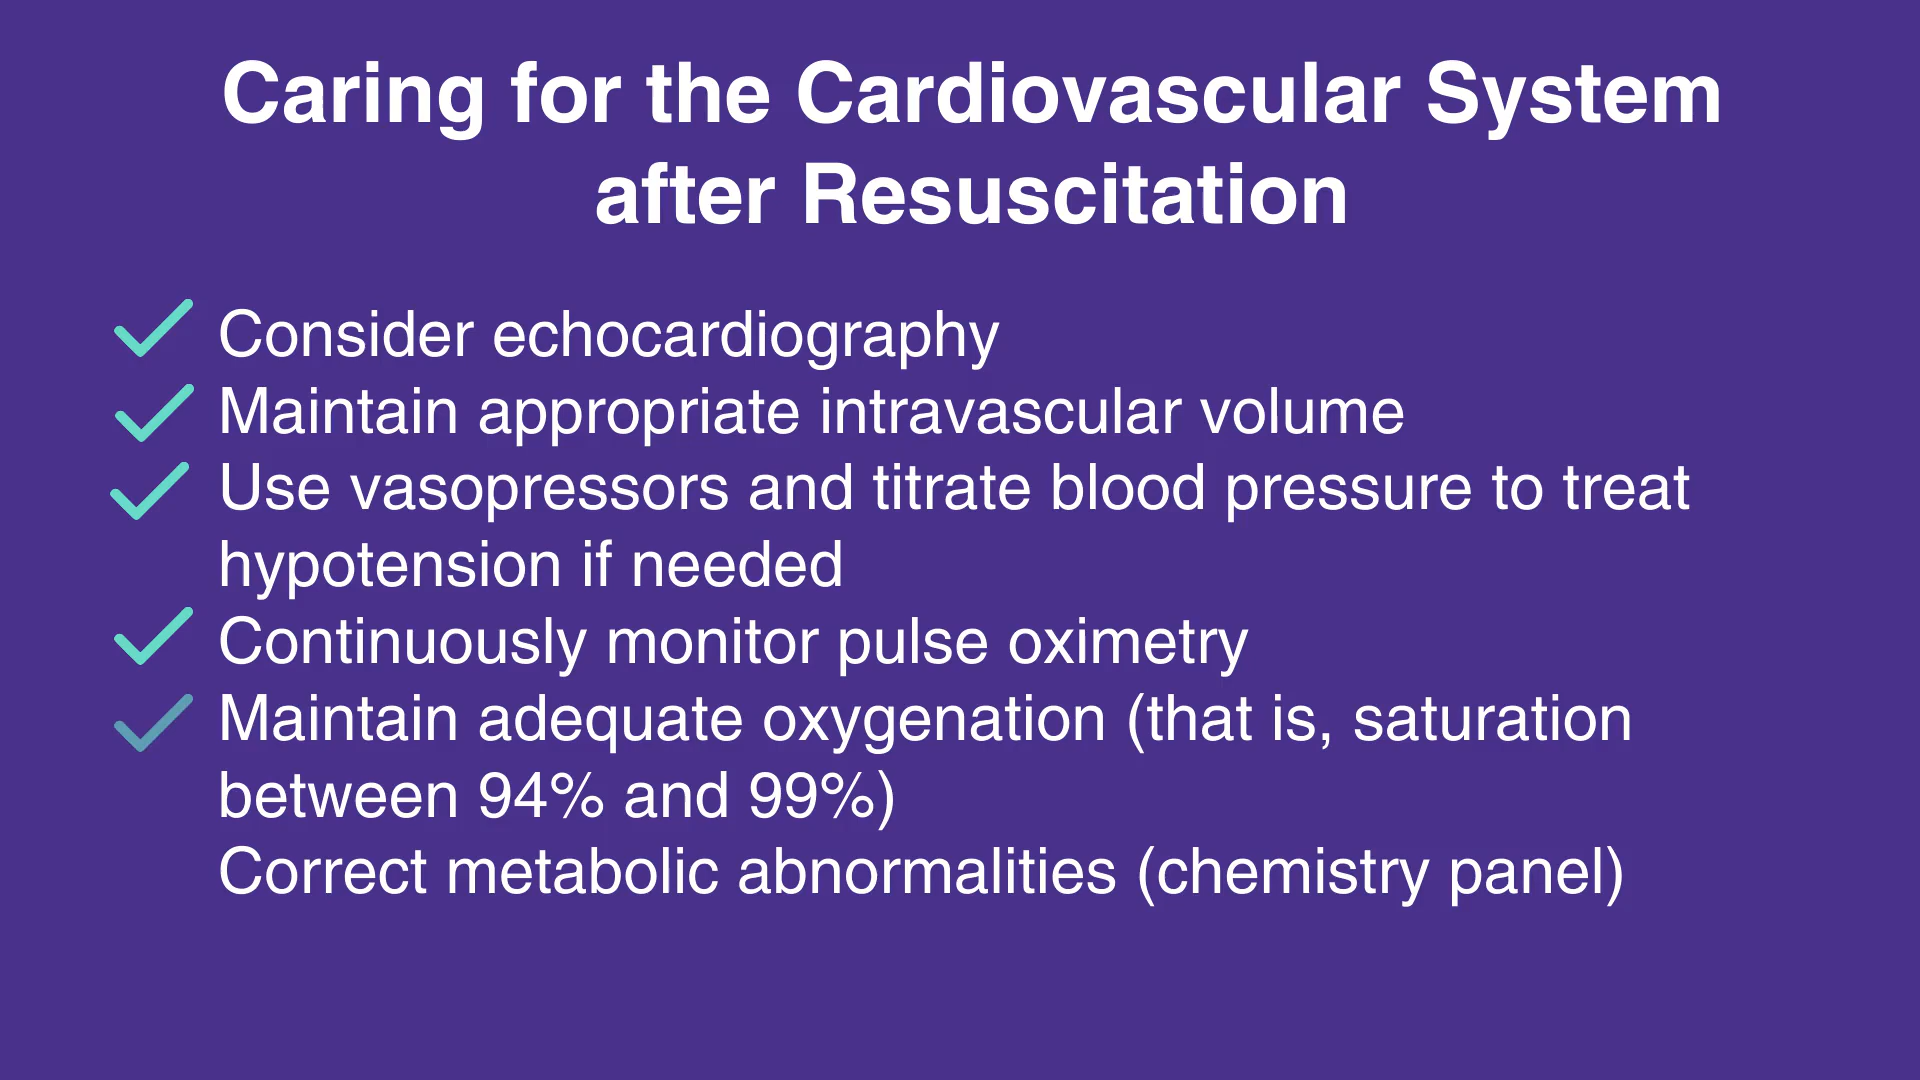 Caring for the Cardiovascular System
after Resuscitation
Consider echocardiography
Maintain appropriate intravascular volume
Use vasopressors and titrate blood pressure to treat
hypotension if needed
Continuously monitor pulse oximetry
Maintain adequate oxygenation (that is, saturation
between 94% and 99%)
Correct metabolic abnormalities (chemistry panel)